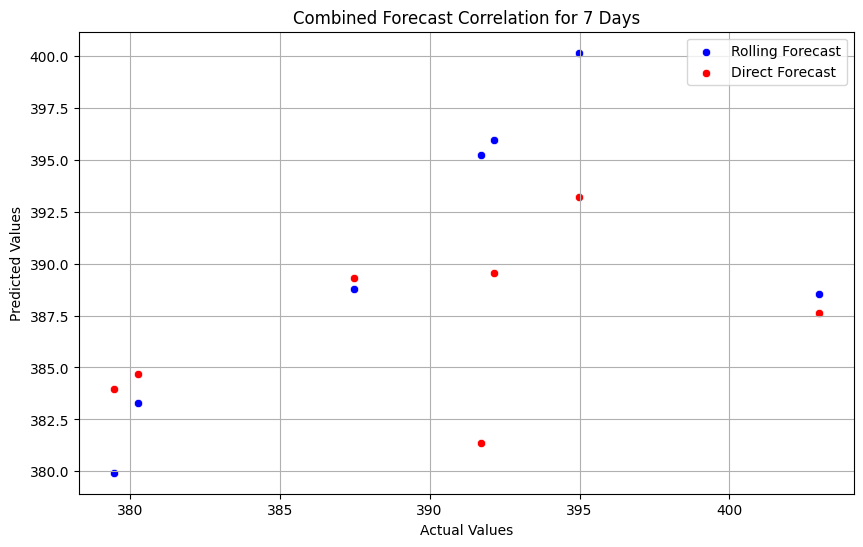 Combined Forecast Correlation for 7 Days
Rolling Forecast
Direct Forecast
Predicted Values
400.0
397.5
395.0
392.5
390.0
387.5
385.0
382.5
380.0
380
385
390
395
400
Actual Values